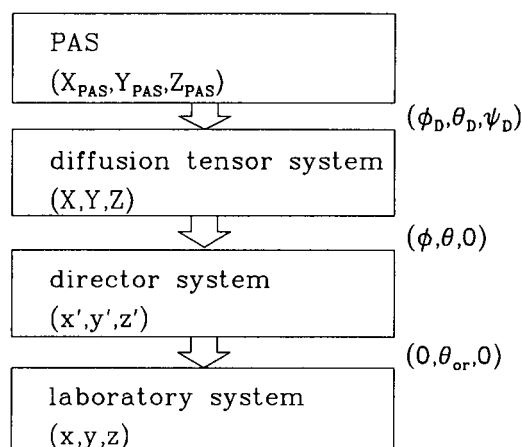 PAS
(X_PAS,Y_PAS,Z_PAS)
(ϕ_D,θ_D,ψ_D)
diffusion tensor system
(X,Y,Z)
(ϕ,θ,0)
director system
(x′,y′,z′)
(0,θ_or,0)
laboratory system
(x,y,z)